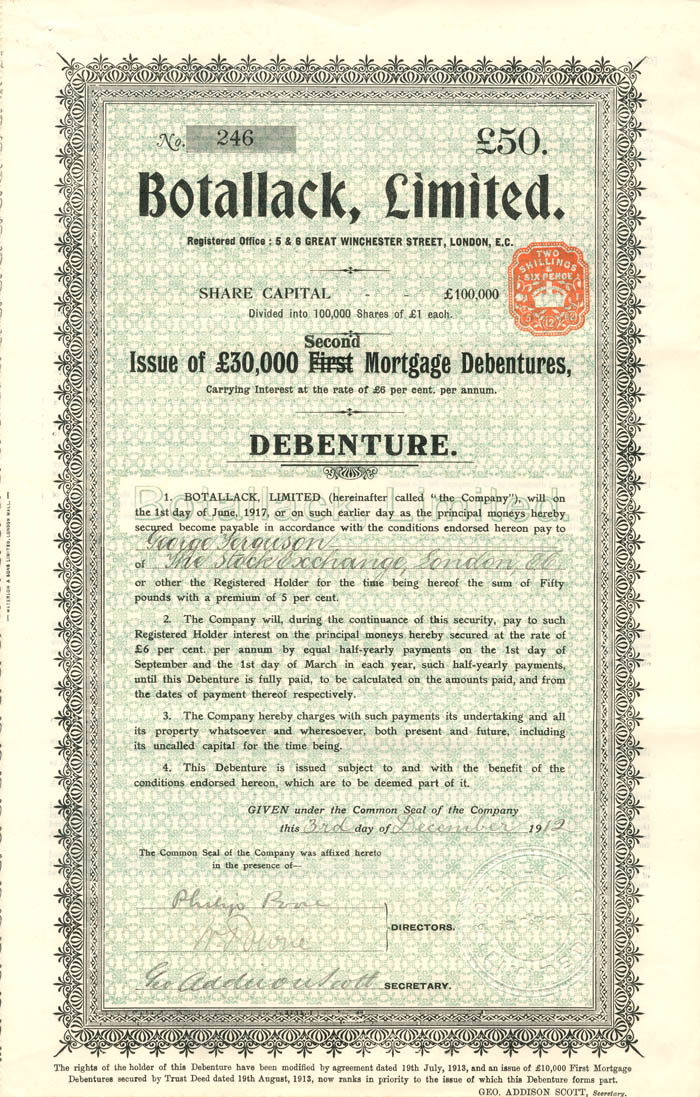 No. 246 £50.
Botallack, Limited.
Registered Office : 5 & 6 GREAT WINCHESTER STREET, LONDON, E.C.
TWO
SHILLINGS
&
SIX PENCE
SHARE CAPITAL - - £100,000
Divided into 100,000 Shares of £1 each.
Second
Issue of £30,000 First Mortgage Debentures,
Carrying Interest at the rate of £6 per cent. per annum.
DEBENTURE.
Botallack, Limited.
1. BOTALLACK, LIMITED (hereinafter called "the Company"), will on
the 1st day of June, 1917, or on such earlier day as the principal moneys hereby
secured become payable in accordance with the conditions endorsed hereon pay to
George Ferguson
of The Stock Exchange, London EC
or other the Registered Holder for the time being hereof the sum of Fifty
pounds with a premium of 5 per cent.
2. The Company will, during the continuance of this security, pay to such
Registered Holder interest on the principal moneys hereby secured at the rate of
£6 per cent. per annum by equal half-yearly payments on the 1st day of
September and the 1st day of March in each year, such half-yearly payments,
until this Debenture is fully paid, to be calculated on the amounts paid, and from
the dates of payment thereof respectively.
3. The Company hereby charges with such payments its undertaking and all
its property whatsoever and wheresoever, both present and future, including
its uncalled capital for the time being.
4. This Debenture is issued subject to and with the benefit of the
conditions endorsed hereon, which are to be deemed part of it.
GIVEN under the Common Seal of the Company
this 3rd day of December 1912
The Common Seal of the Company was affixed hereto
in the presence of—
Philip
DIRECTORS.
Geo Addison Scott SECRETARY.
The rights of the holder of this Debenture have been modified by agreement dated 19th July, 1913, and an issue of £10,000 First Mortgage
Debentures secured by Trust Deed dated 19th August, 1913, now ranks in priority to the issue of which this Debenture forms part.
GEO. ADDISON SCOTT, Secretary.
WATERLOW & SONS LIMITED, LONDON WALL.